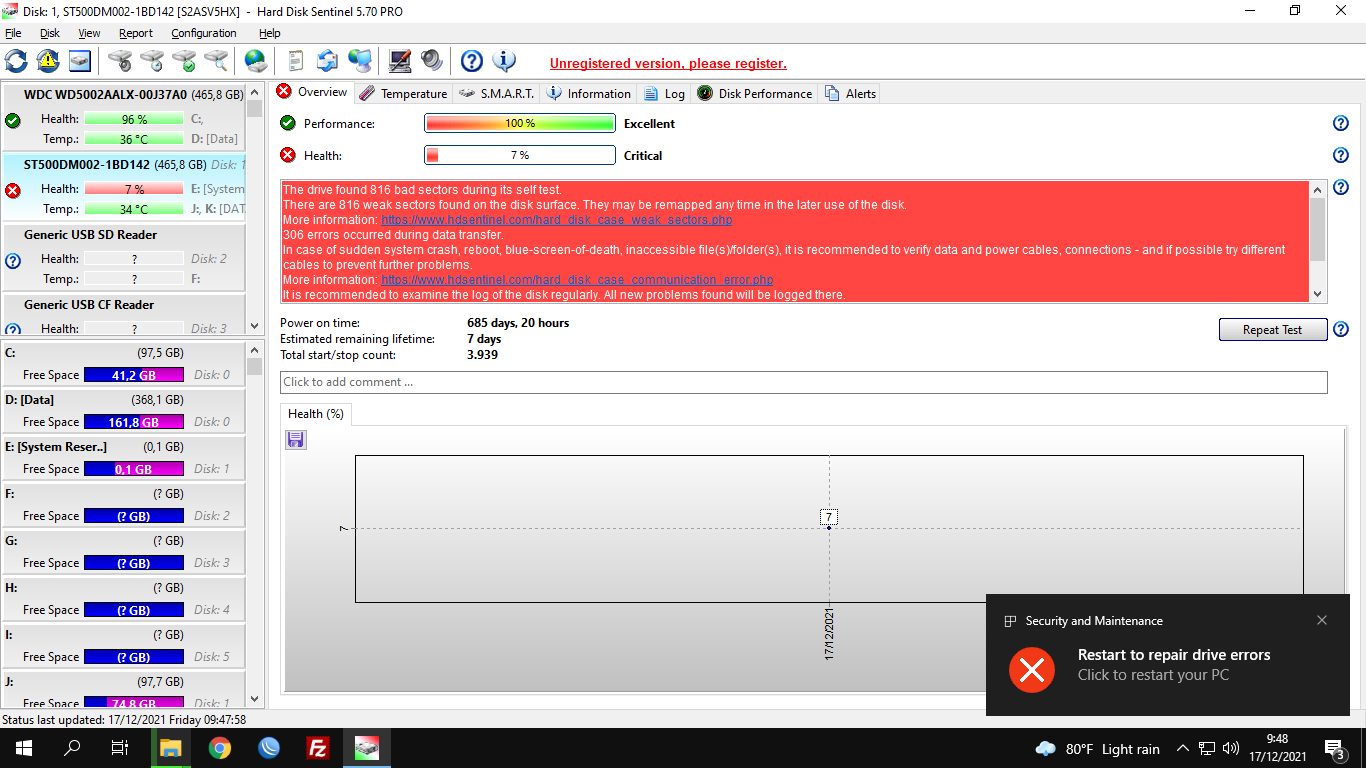 Disk: 1, ST500DM002-1BD142 [S2ASV5HX] - Hard Disk Sentinel 5.70 PRO
File Disk View Report Configuration Help
Unregistered version, please register.
WDC WD5002AALX-00J37A0 (465,8 GB)
Health: 96 % C:,
Temp.: 36 °C D: [Data]
ST500DM002-1BD142 (465,8 GB) Disk: 1
Health: 7 % E: [System
Temp.: 34 °C J:, K: [DAT
Generic USB SD Reader
Health: ? Disk: 2
Temp.: ? F:
Generic USB CF Reader
Health: ? Disk: 3
C: (97,5 GB)
Free Space 41,2 GB Disk: 0
D: [Data] (368,1 GB)
Free Space 161,8 GB Disk: 0
E: [System Reser..] (0,1 GB)
Free Space 0,1 GB Disk: 1
F: (? GB)
Free Space (? GB) Disk: 2
G: (? GB)
Free Space (? GB) Disk: 3
H: (? GB)
Free Space (? GB) Disk: 4
I: (? GB)
Free Space (? GB) Disk: 5
J: (97,7 GB)
Free Space 74,8 GB Disk: 1
Overview Temperature S.M.A.R.T. Information Log Disk Performance Alerts
Performance: 100 % Excellent
Health: 7 % Critical
The drive found 816 bad sectors during its self test.
There are 816 weak sectors found on the disk surface. They may be remapped any time in the later use of the disk.
More information: https://www.hdsentinel.com/hard_disk_case_weak_sectors.php
306 errors occurred during data transfer.
In case of sudden system crash, reboot, blue-screen-of-death, inaccessible file(s)/folder(s), it is recommended to verify data and power cables, connections - and if possible try different
cables to prevent further problems.
More information: https://www.hdsentinel.com/hard_disk_case_communication_error.php
It is recommended to examine the log of the disk regularly. All new problems found will be logged there.
Power on time: 685 days, 20 hours
Estimated remaining lifetime: 7 days
Total start/stop count: 3.939
Repeat Test
Click to add comment ...
Health (%)
7
7
17/12/2021
Security and Maintenance
Restart to repair drive errors
Click to restart your PC
Status last updated: 17/12/2021 Friday 09:47:58
80°F Light rain
9:48
17/12/2021
3